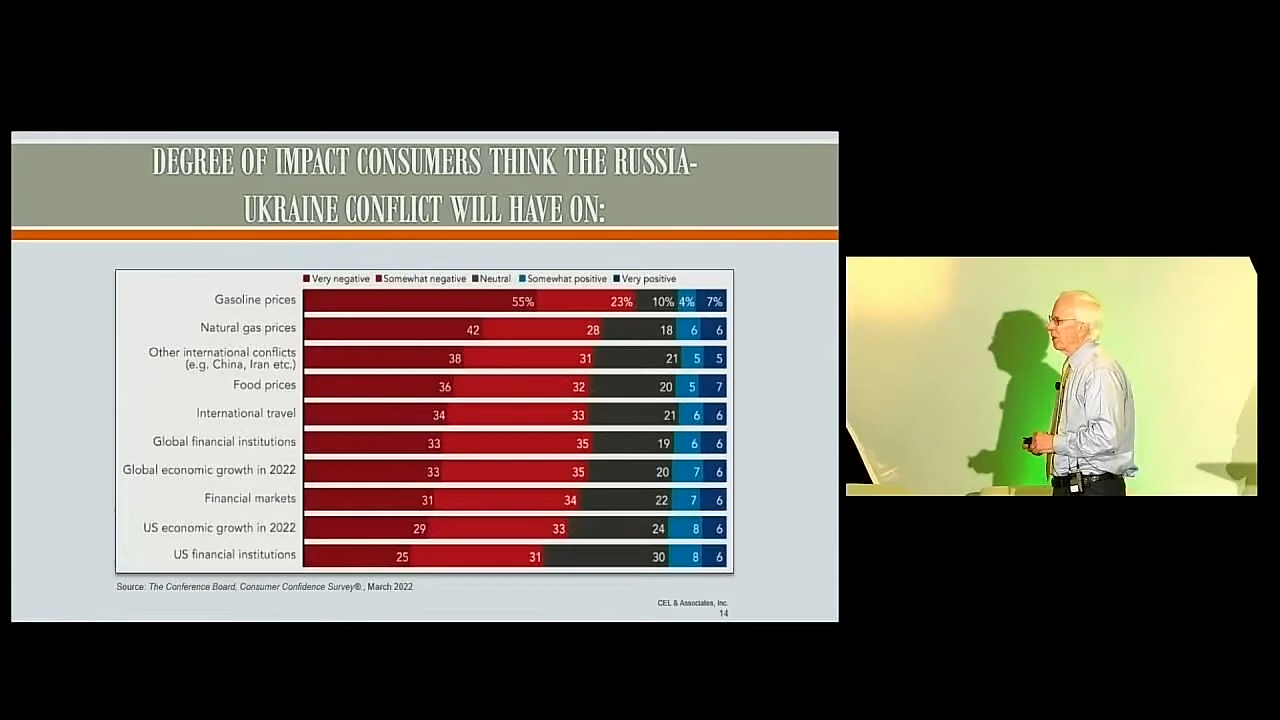 DEGREE OF IMPACT CONSUMERS THINK THE RUSSIA-
UKRAINE CONFLICT WILL HAVE ON:
Very negative Somewhat negative Neutral Somewhat positive Very positive
Gasoline prices 55% 23% 10% 4% 7%
Natural gas prices 42 28 18 6 6
Other international conflicts
(e.g. China, Iran etc.) 38 31 21 5 5
Food prices 36 32 20 5 7
International travel 34 33 21 6 6
Global financial institutions 33 35 19 6 6
Global economic growth in 2022 33 35 20 7 6
Financial markets 31 34 22 7 6
US economic growth in 2022 29 33 24 8 6
US financial institutions 25 31 30 8 6
Source: The Conference Board, Consumer Confidence Survey®, March 2022
CEL & Associates, Inc.
14